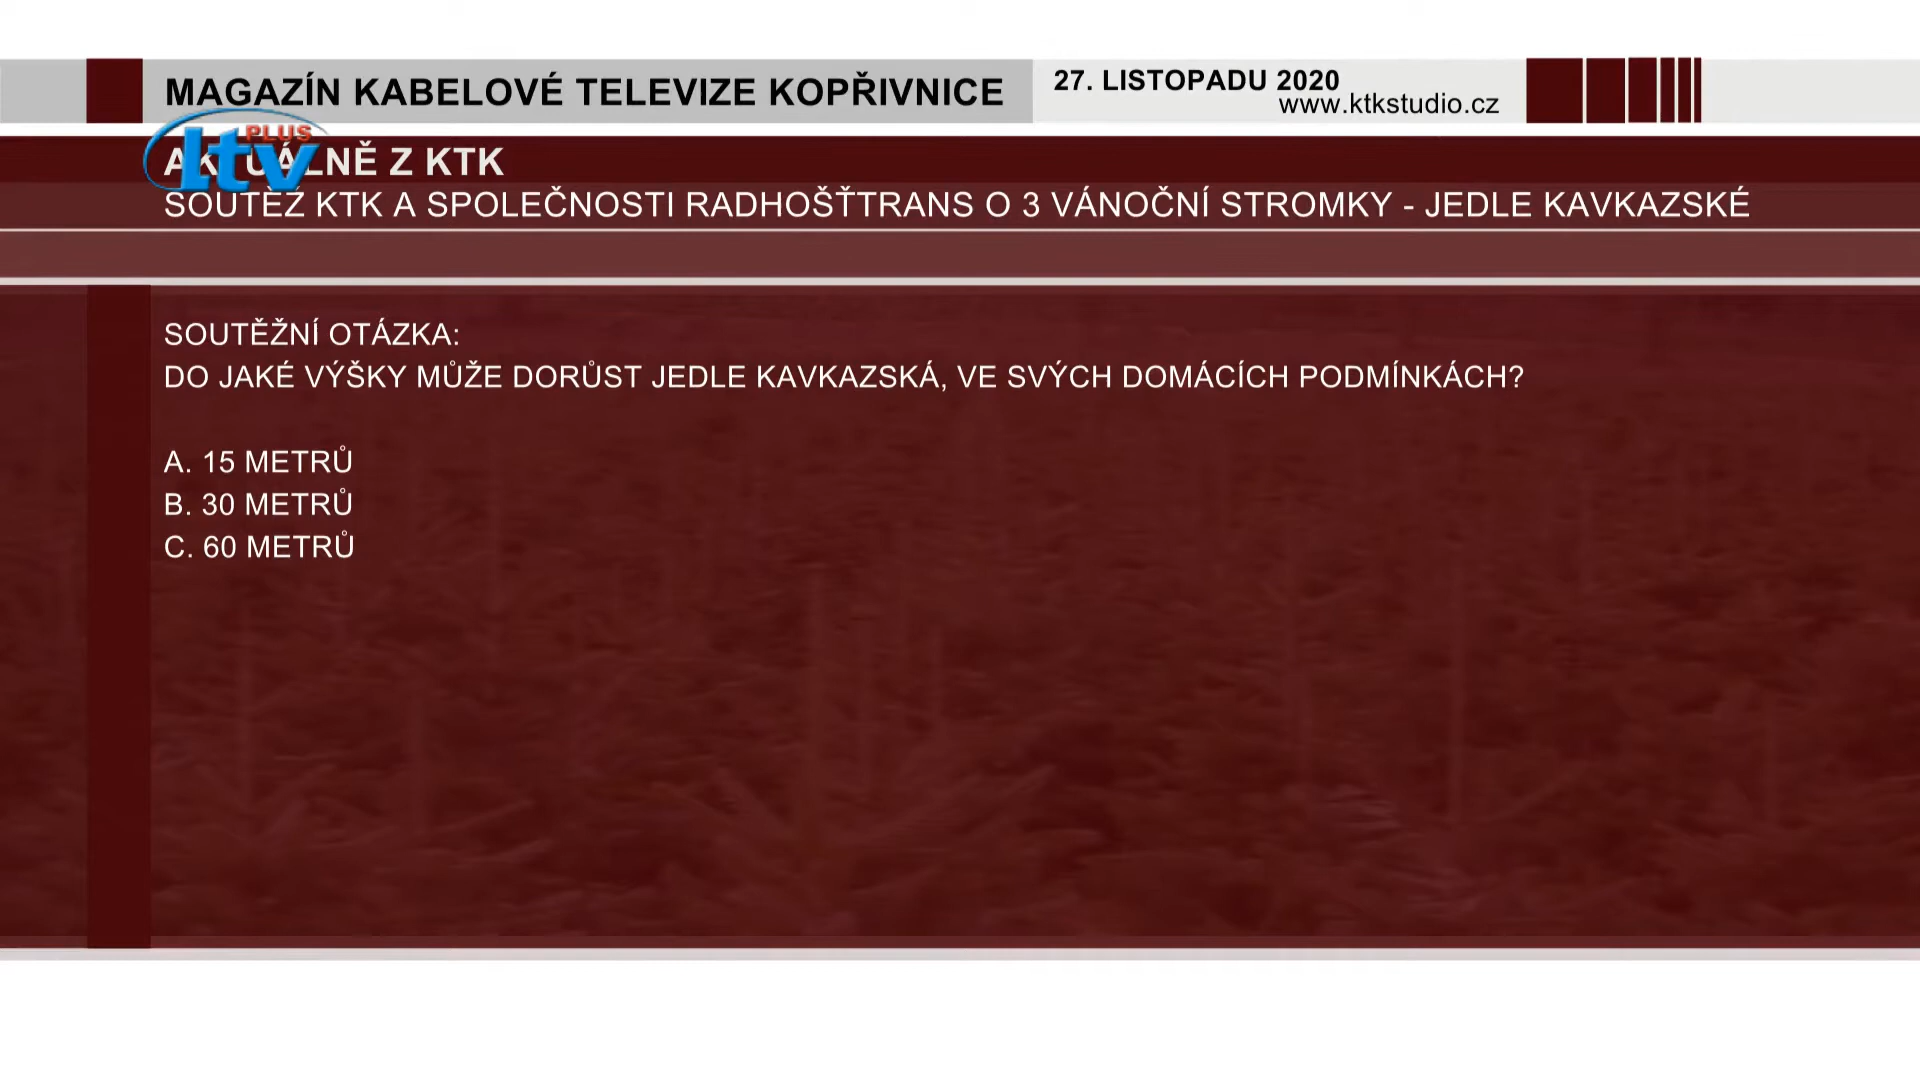 MAGAZÍN KABELOVÉ TELEVIZE KOPŘIVNICE
27. LISTOPADU 2020
www.ktkstudio.cz
ltv PLUS
AKTUÁLNĚ Z KTK
SOUTĚŽ KTK A SPOLEČNOSTI RADHOŠŤTRANS O 3 VÁNOČNÍ STROMKY - JEDLE KAVKAZSKÉ
SOUTĚŽNÍ OTÁZKA:
DO JAKÉ VÝŠKY MŮŽE DORŮST JEDLE KAVKAZSKÁ, VE SVÝCH DOMÁCÍCH PODMÍNKÁCH?
A. 15 METRŮ
B. 30 METRŮ
C. 60 METRŮ